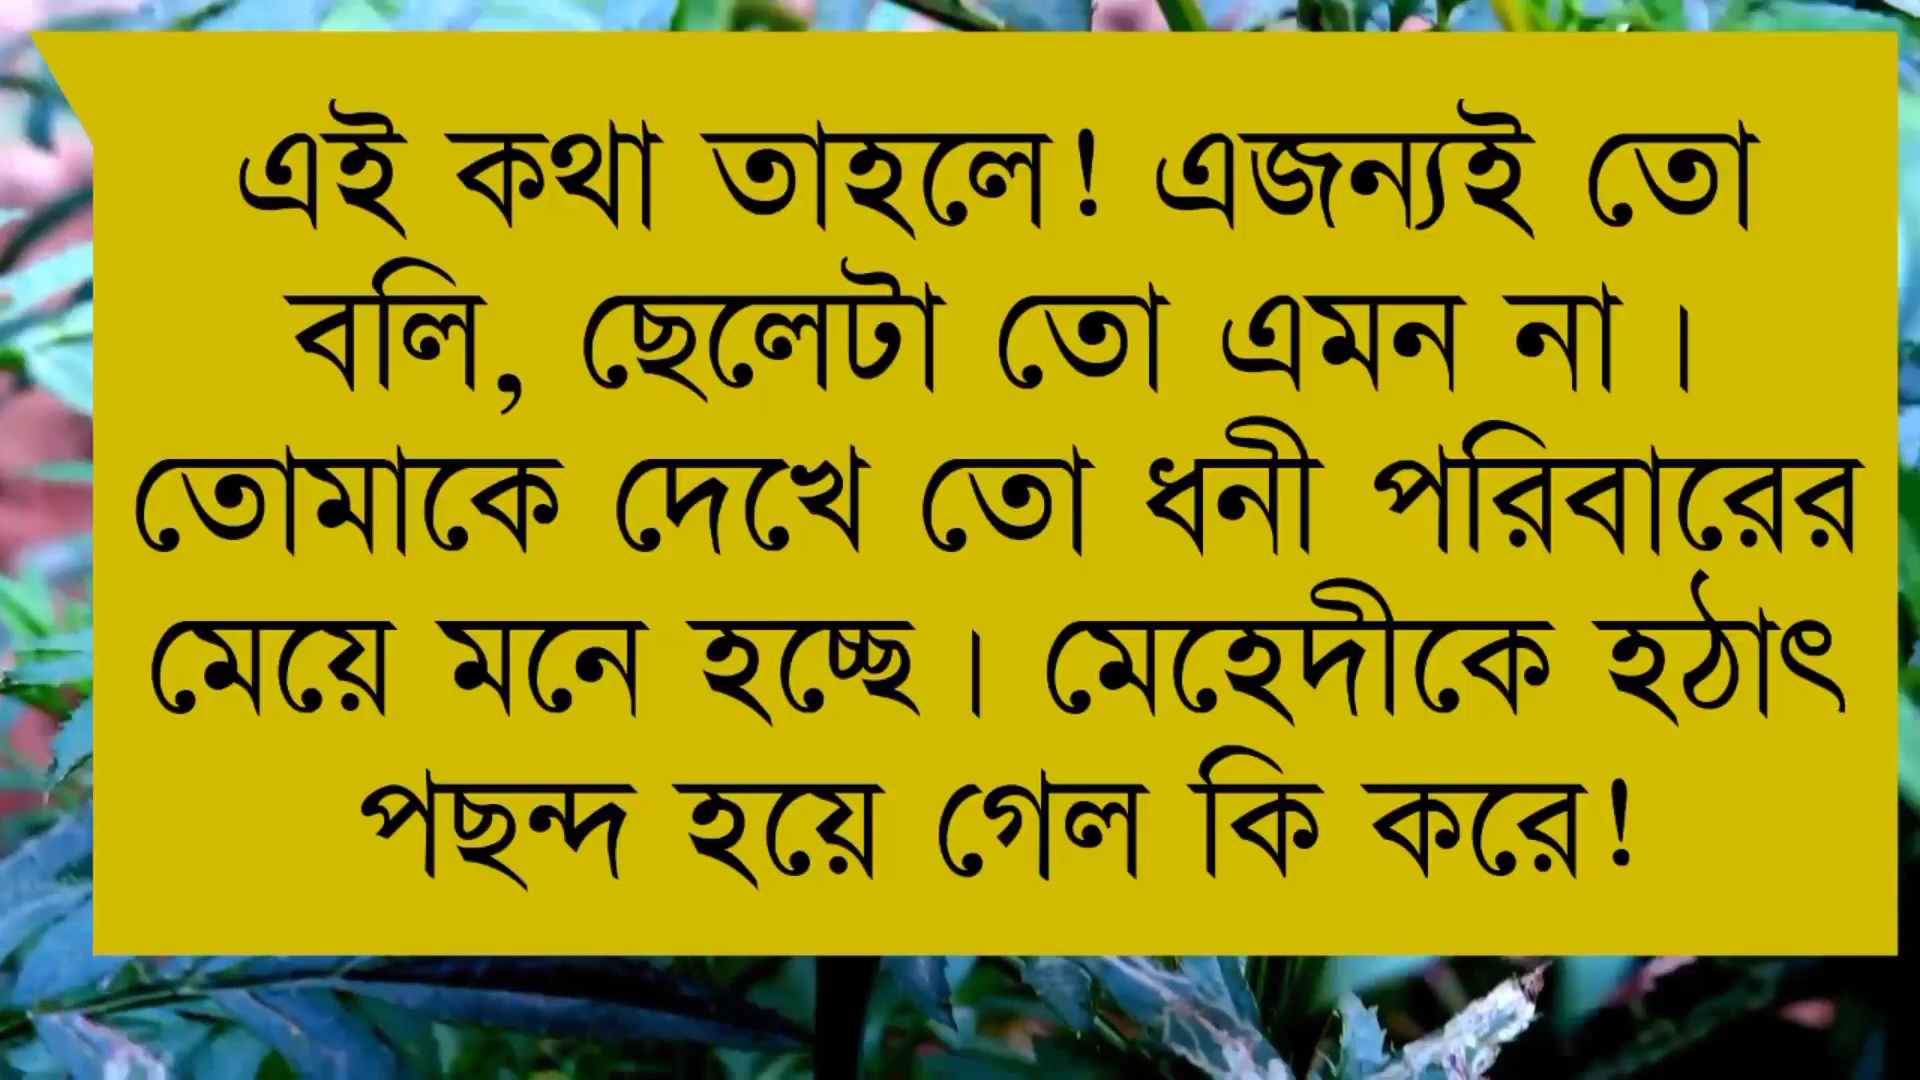 এই কথা তাহলে! এজন্যই তো
বলি, ছেলেটা তো এমন না।
তোমাকে দেখে তো ধনী পরিবারের
মেয়ে মনে হচ্ছে। মেহেদীকে হঠাৎ
পছন্দ হয়ে গেল কি করে!